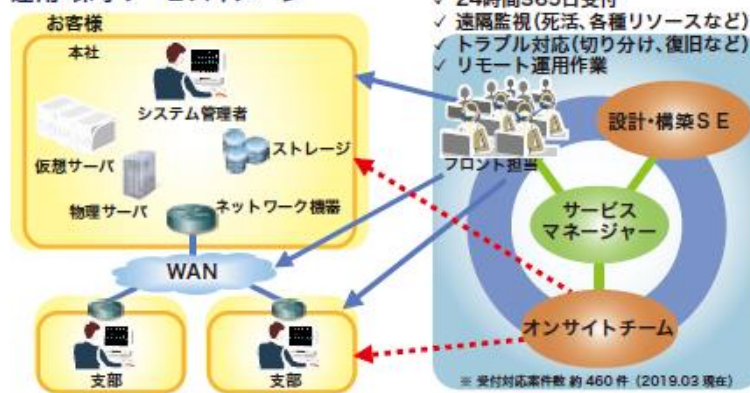 お客様
本社
システム管理者
仮想サーバ
ストレージ
物理サーバ
ネットワーク機器
WAN
支部
支部
✓ 24時間365日受付
✓ 遠隔監視(死活、各種リソースなど)
✓ トラブル対応(切り分け、復旧など)
✓ リモート運用作業
フロント担当
設計・構築SE
サービス
マネージャー
オンサイトチーム
※ 受付対応案件数 約460件(2019.03 現在)